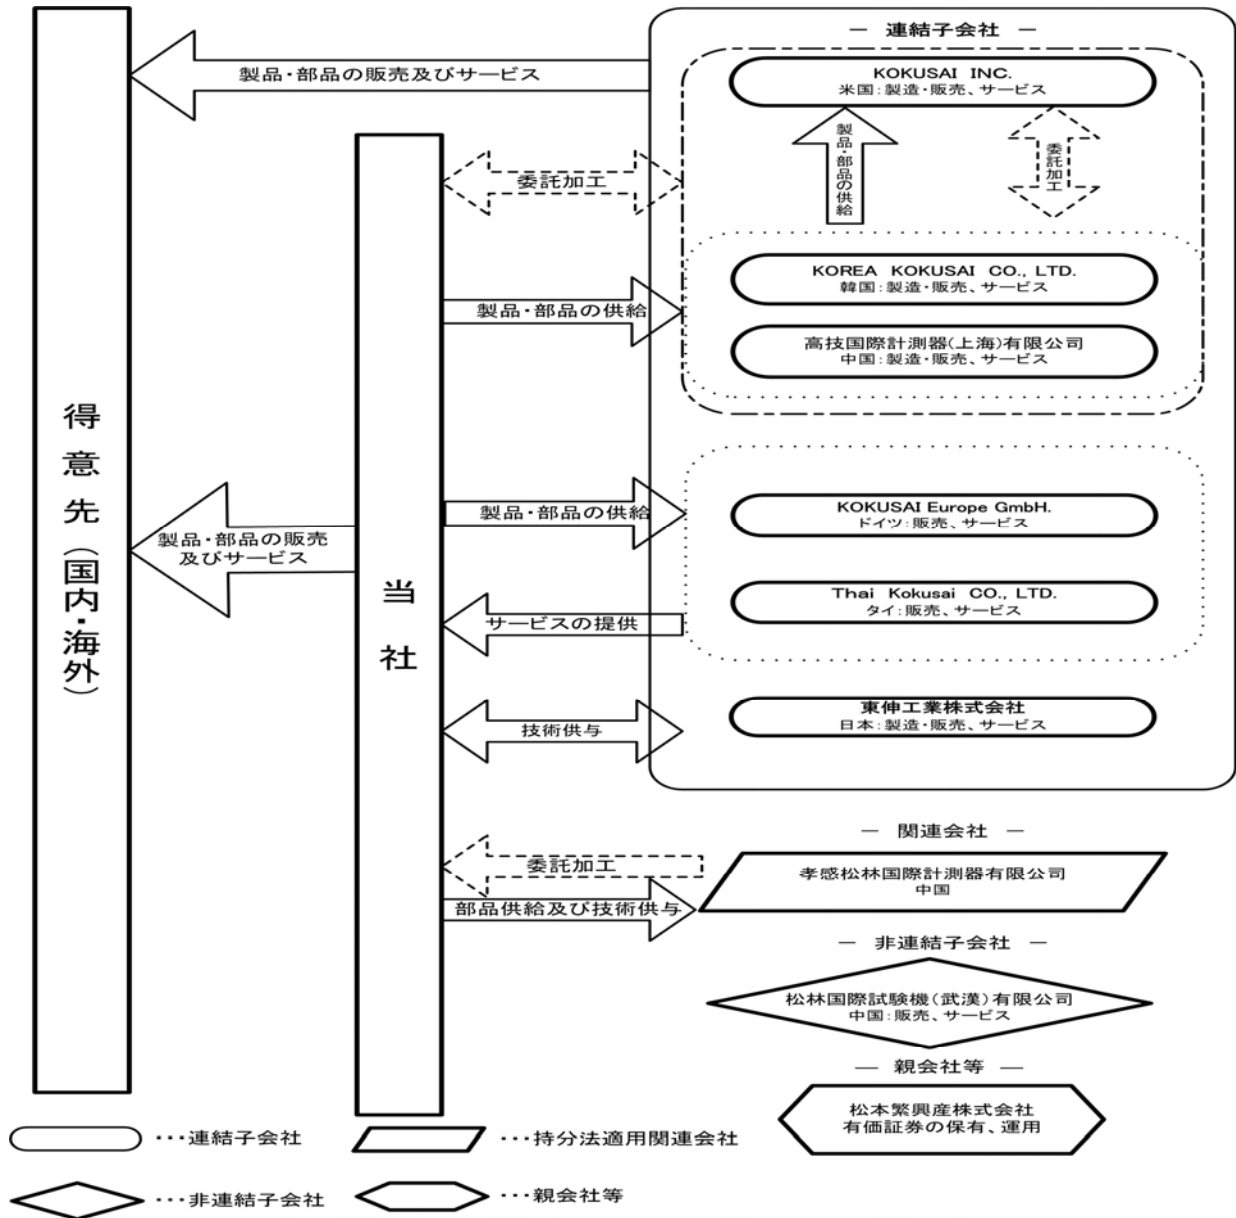 ― 連結子会社 ―
製品・部品の販売及びサービス
KOKUSAI INC.
米国：製造・販売、サービス
製品・部品の供給
委託加工
委託加工
KOREA KOKUSAI CO., LTD.
韓国：製造・販売、サービス
製品・部品の供給
高技国際計測器(上海)有限公司
中国：製造・販売、サービス
得意先（国内・海外）
製品・部品の販売
及びサービス
当社
製品・部品の供給
KOKUSAI Europe GmbH.
ドイツ：販売、サービス
Thai Kokusai CO., LTD.
タイ：販売、サービス
サービスの提供
東伸工業株式会社
日本：製造・販売、サービス
技術供与
― 関連会社 ―
委託加工
孝感松林国際計測器有限公司
中国
部品供給及び技術供与
― 非連結子会社 ―
松林国際試験機(武漢)有限公司
中国：販売、サービス
― 親会社等 ―
松本繁興産株式会社
有価証券の保有、運用
…連結子会社
…持分法適用関連会社
…非連結子会社
…親会社等